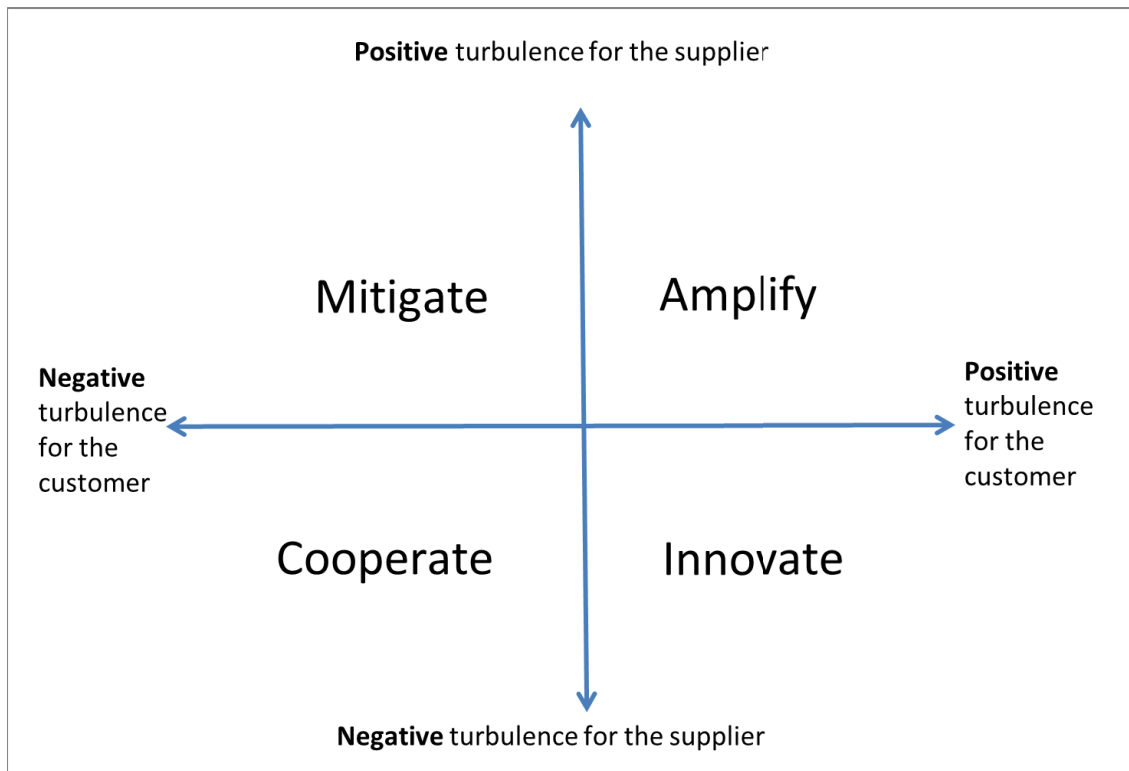 Positive turbulence for the supplier
Mitigate
Amplify
Negative
turbulence
for the
customer
Positive
turbulence
for the
customer
Cooperate
Innovate
Negative turbulence for the supplier